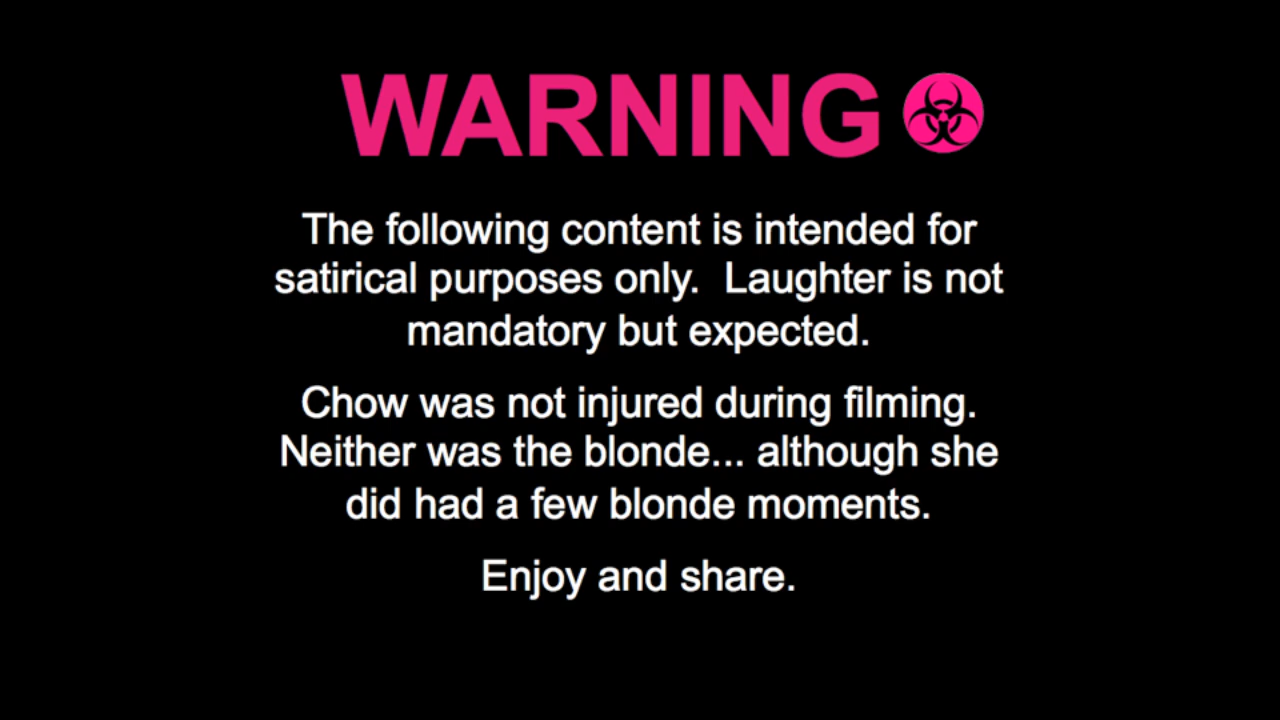 WARNING
The following content is intended for
satirical purposes only.  Laughter is not
mandatory but expected.
Chow was not injured during filming.
Neither was the blonde... although she
did had a few blonde moments.
Enjoy and share.